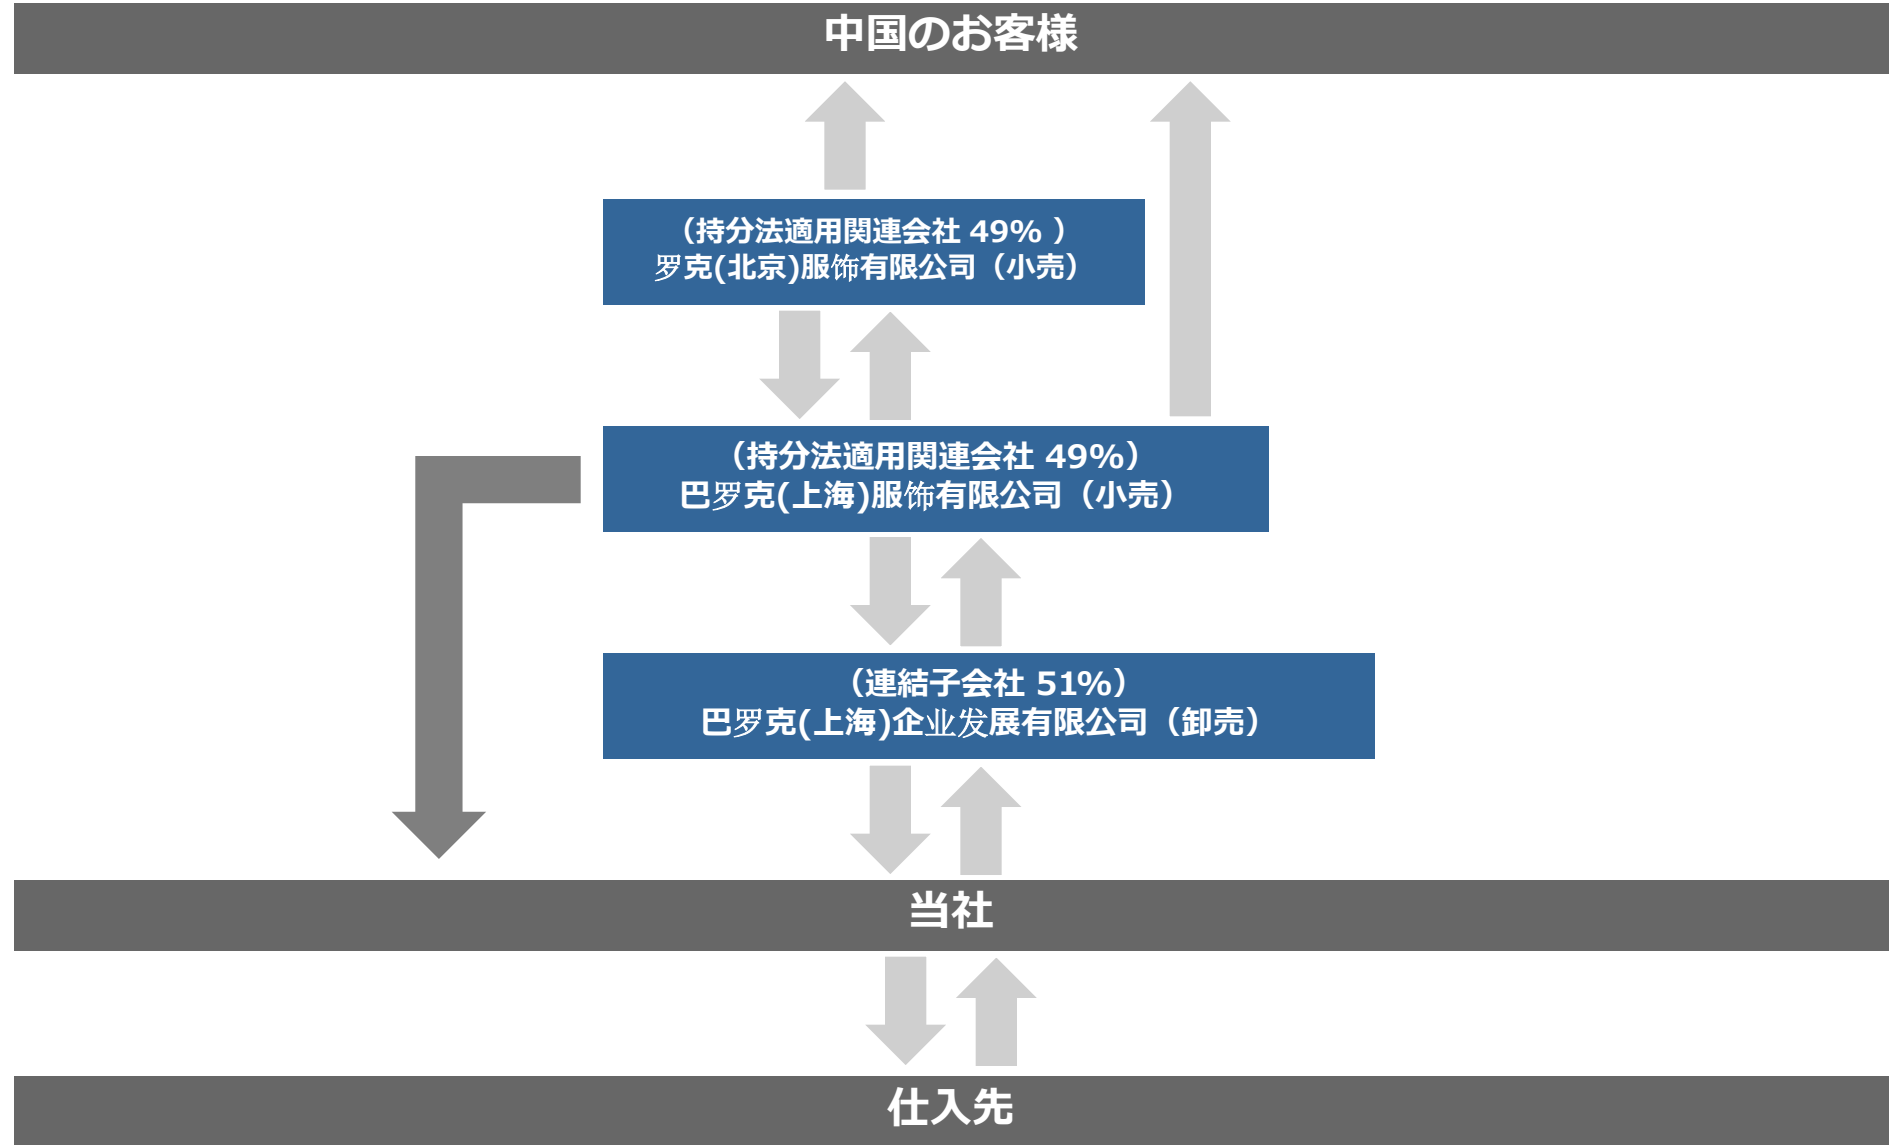 中国のお客様
（持分法適用関連会社 49% ）
罗克(北京)服饰有限公司（小売）
（持分法適用関連会社 49%）
巴罗克(上海)服饰有限公司（小売）
（連結子会社 51%）
巴罗克(上海)企业发展有限公司（卸売）
当社
仕入先